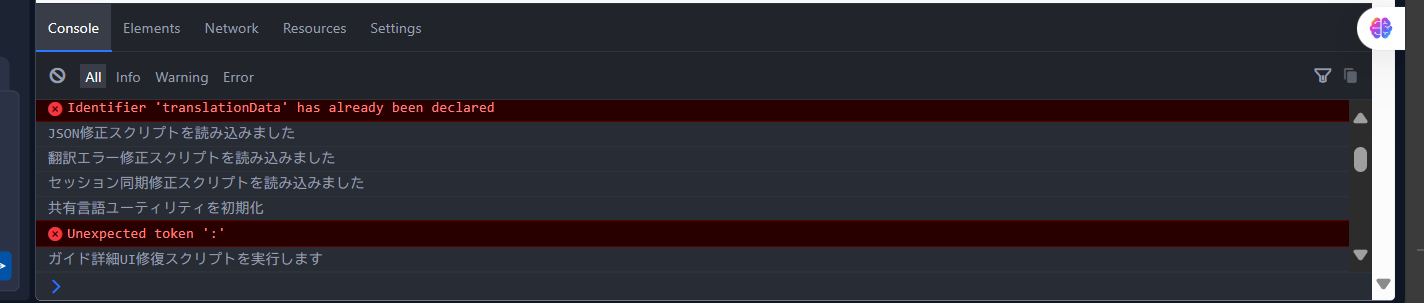 Console Elements Network Resources Settings
All Info Warning Error
Identifier 'translationData' has already been declared
JSON修正スクリプトを読み込みました
翻訳エラー修正スクリプトを読み込みました
セッション同期修正スクリプトを読み込みました
共有言語ユーティリティを初期化
Unexpected token ':'
ガイド詳細UI修復スクリプトを実行します